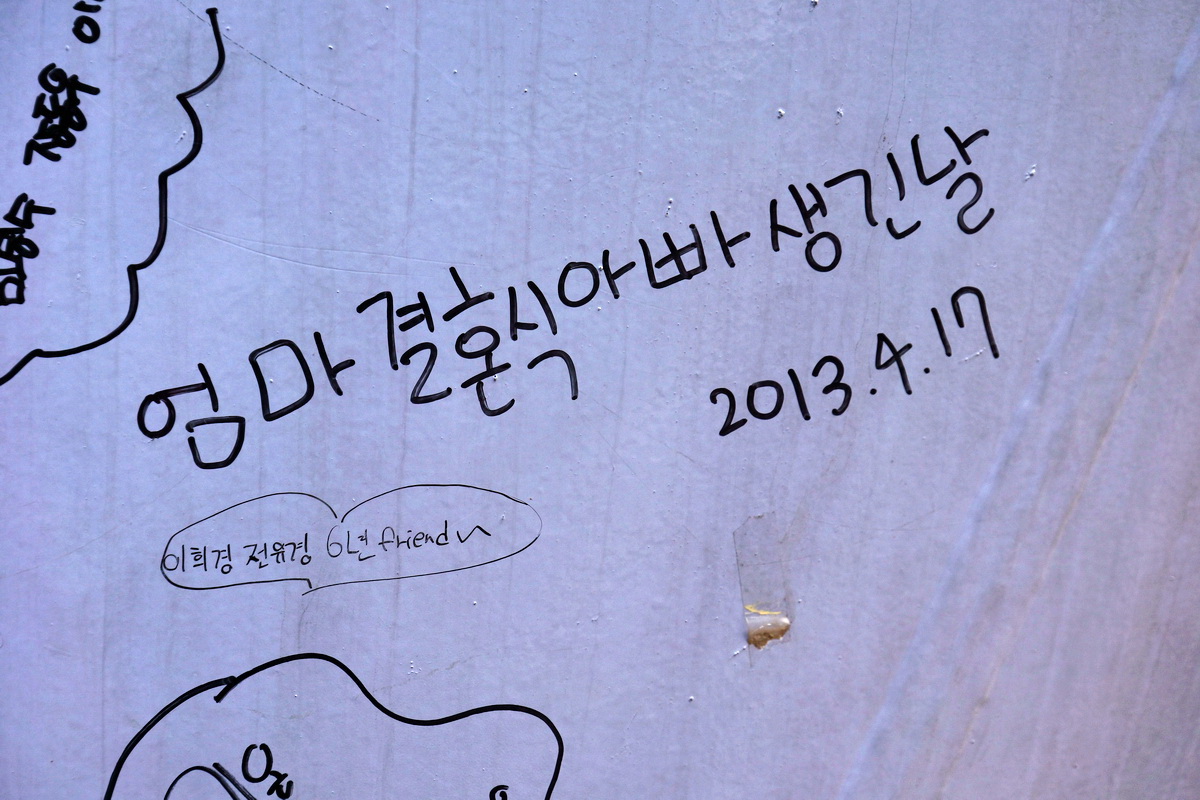 엄마 결혼식 아빠 생긴 날
2013.4.17
이희경 전유경 6년 friend~